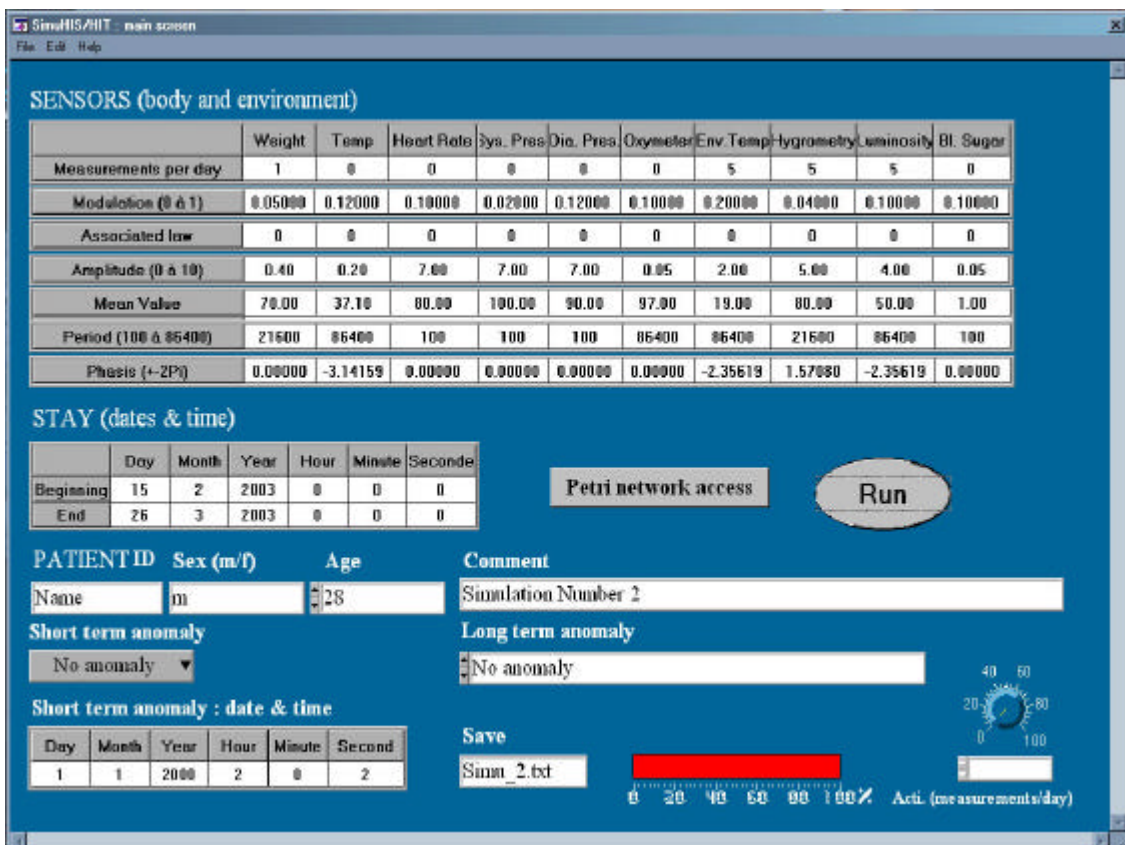 SimuHIS/HIT : main screen
File Edit Help
SENSORS (body and environment)
Weight Temp Heart Rate Sys. Pres Dia. Pres. Oxymeter Env.Temp Hygrometry Luminosity Bl. Sugar
Measurements per day 1 0 0 0 0 0 5 5 5 0
Modulation (0 à 1) 0.05000 0.12000 0.10000 0.02000 0.12000 0.10000 0.20000 0.04000 0.10000 0.10000
Associated law 0 0 0 0 0 0 0 0 0 0
Amplitude (0 à 10) 0.40 0.20 7.00 7.00 7.00 0.05 2.00 5.00 4.00 0.05
Mean Value 70.00 37.10 80.00 100.00 90.00 97.00 19.00 80.00 50.00 1.00
Period (100 à 86400) 21600 86400 100 100 100 86400 86400 21600 86400 100
Phasis (+-2Pi) 0.00000 -3.14159 0.00000 0.00000 0.00000 0.00000 -2.35619 1.57080 -2.35619 0.00000
STAY (dates & time)
Day Month Year Hour Minute Seconde
Beginning 15 2 2003 0 0 0
End 26 3 2003 0 0 0
Petri network access
Run
PATIENT ID Sex (m/f) Age Comment
Name m 28 Simulation Number 2
Short term anomaly Long term anomaly
No anomaly No anomaly
Short term anomaly : date & time
Day Month Year Hour Minute Second
1 1 2000 2 0 2
Save
Simu_2.txt
0 20 40 60 80 100%
0 20 40 60 80 100
Acti. (measurements/day)